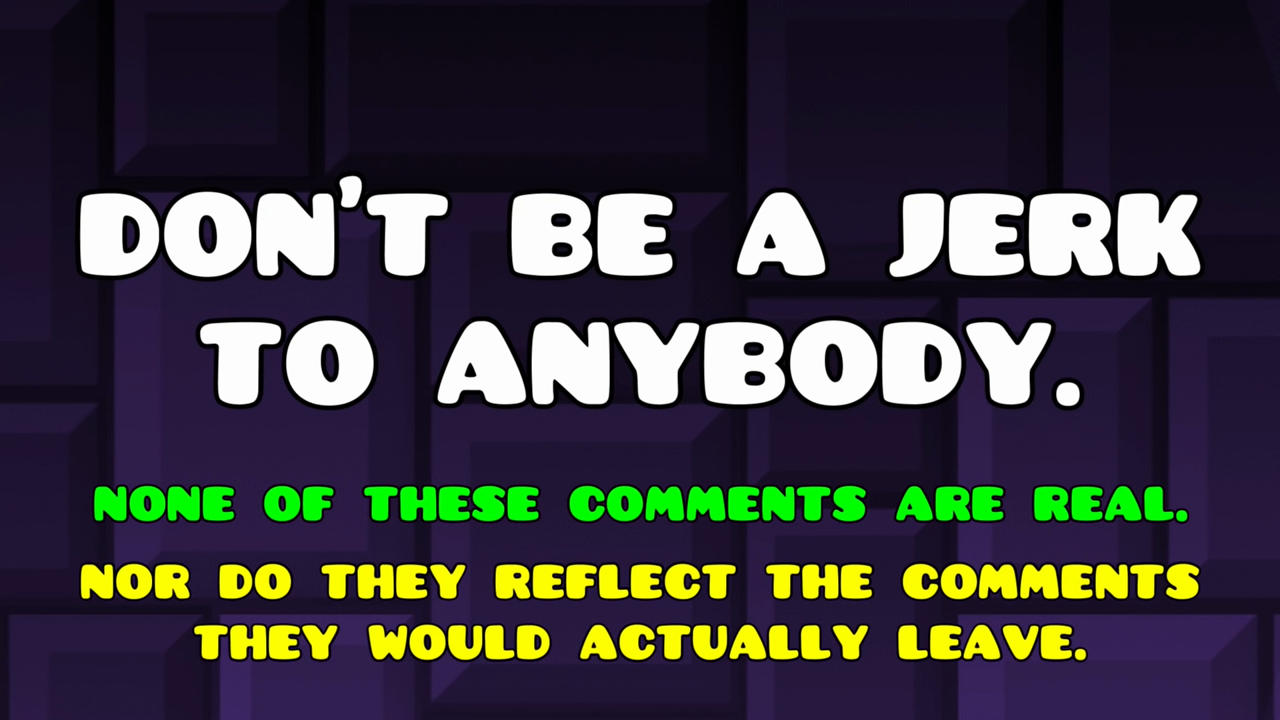 DON'T BE A JERK
TO ANYBODY.
NONE OF THESE COMMENTS ARE REAL.
NOR DO THEY REFLECT THE COMMENTS
THEY WOULD ACTUALLY LEAVE.